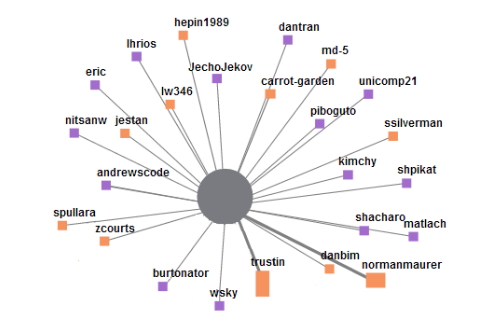 hepin1989
dantran
lhrios
md-5
eric
JechoJekov
carrot-garden
unicomp21
lw346
piboguto
nitsanw
jestan
ssilverman
kimchy
andrewscode
shpikat
spullara
zcourts
shacharo
matlach
burtonator
trustin
danbim
normanmaurer
wsky